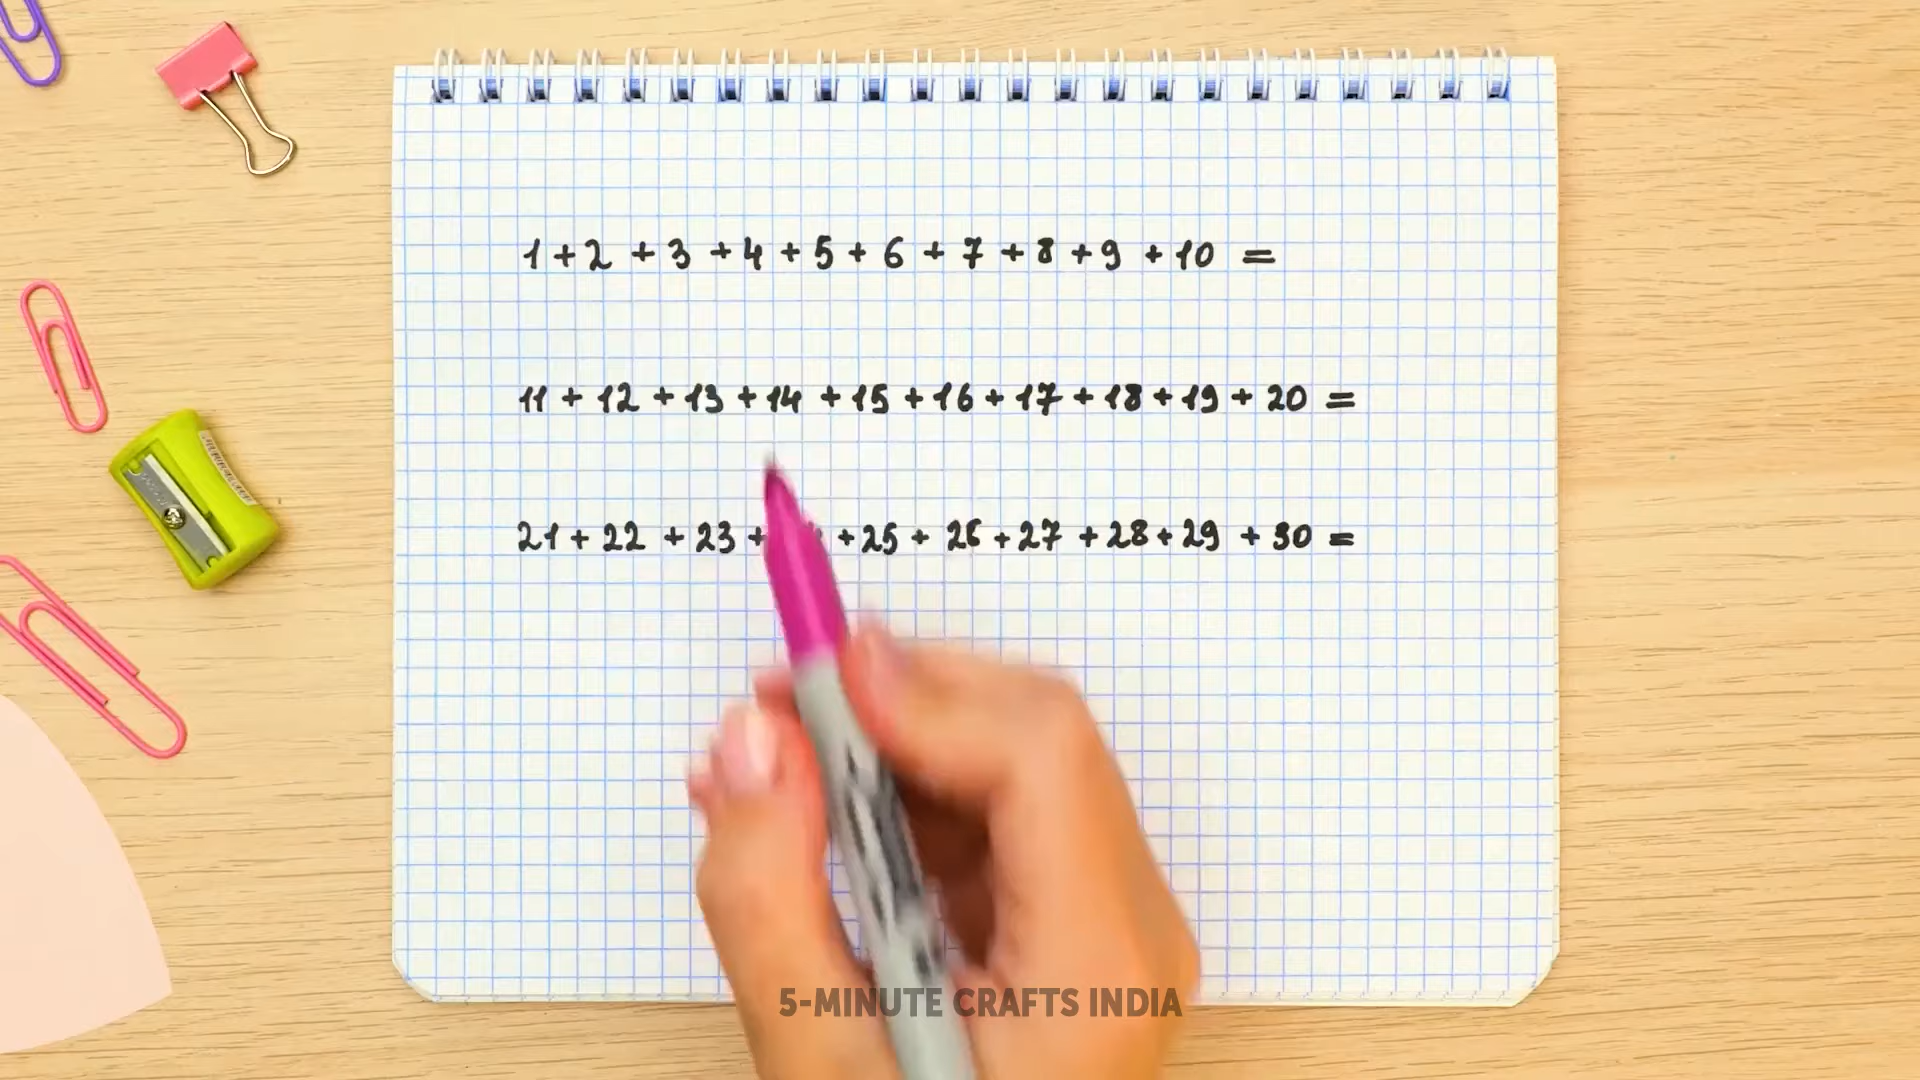 1 + 2 + 3 + 4 + 5 + 6 + 7 + 8 + 9 + 10 =
11 + 12 + 13 + 14 + 15 + 16 + 17 + 18 + 19 + 20 =
21 + 22 + 23 + + 25 + 26 + 27 + 28 + 29 + 30 =
5-MINUTE CRAFTS INDIA